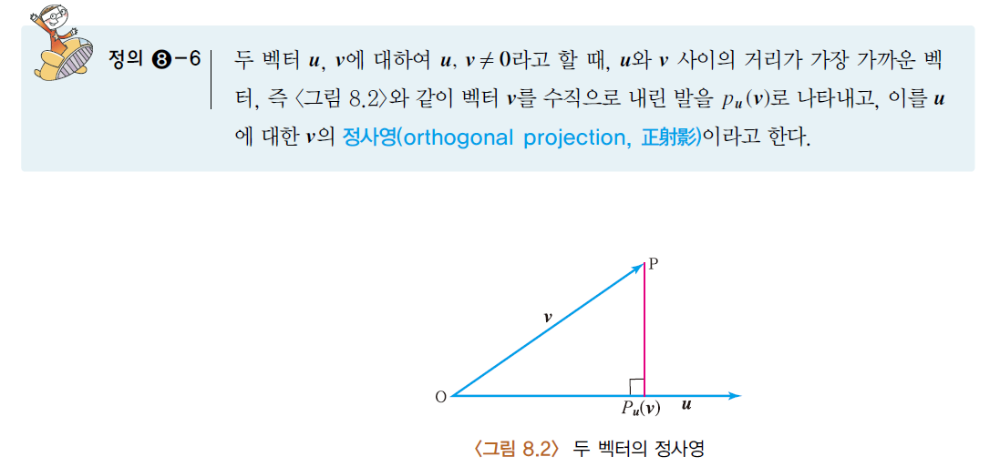 정의 ❽-6
두 벡터 u, v에 대하여 u, v ≠ 0라고 할 때, u와 v 사이의 거리가 가장 가까운 벡
터, 즉 〈그림 8.2〉와 같이 벡터 v를 수직으로 내린 발을 pᵤ(v)로 나타내고, 이를 u
에 대한 v의 정사영(orthogonal projection, 正射影)이라고 한다.
P
v
O
Pᵤ(v)
u
〈그림 8.2〉 두 벡터의 정사영